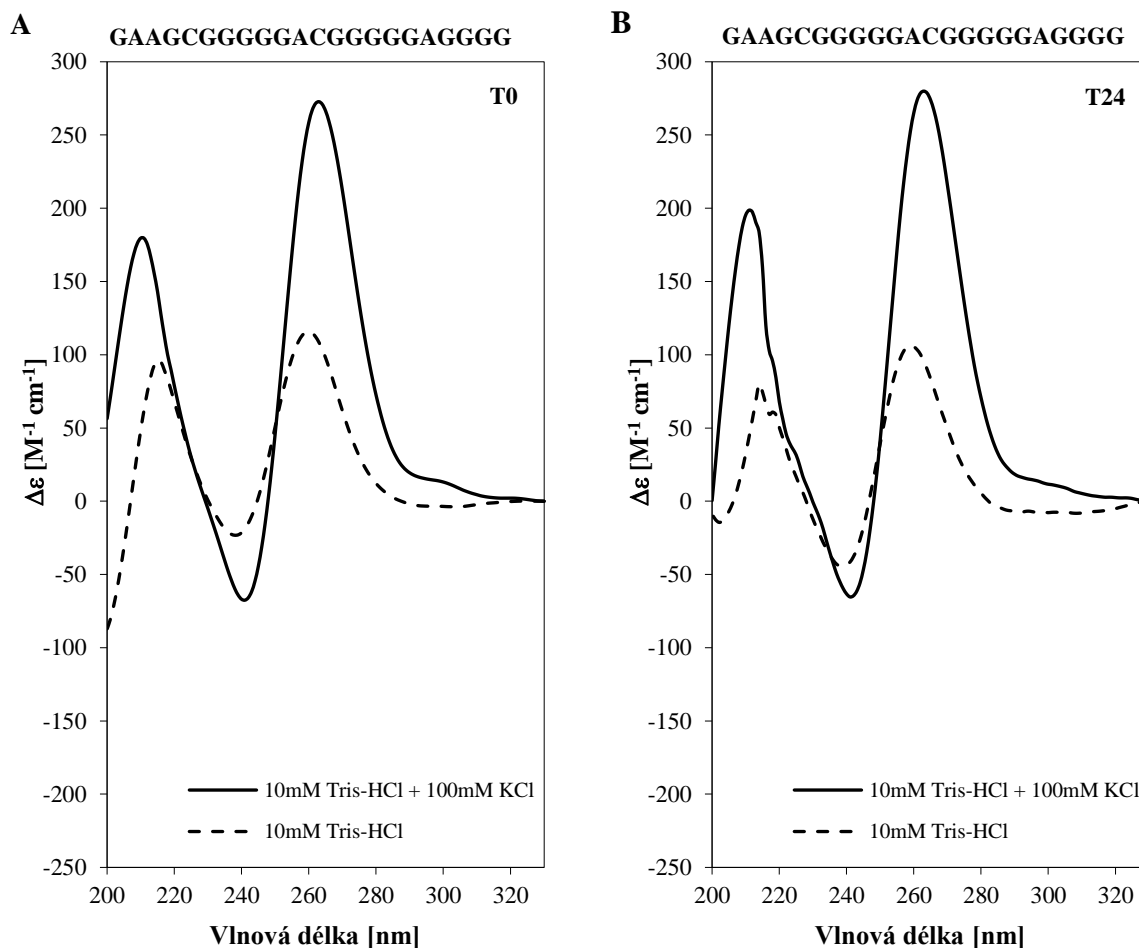 A
GAAGCGGGGGACGGGGGAGGGG
T0
300
250
200
150
100
50
0
-50
-100
-150
-200
-250
Δε [M⁻¹ cm⁻¹]
10mM Tris-HCl + 100mM KCl
10mM Tris-HCl
200 220 240 260 280 300 320
Vlnová délka [nm]
B
GAAGCGGGGGACGGGGGAGGGG
T24
300
250
200
150
100
50
0
-50
-100
-150
-200
-250
Δε [M⁻¹ cm⁻¹]
10mM Tris-HCl + 100mM KCl
10mM Tris-HCl
200 220 240 260 280 300 320
Vlnová délka [nm]